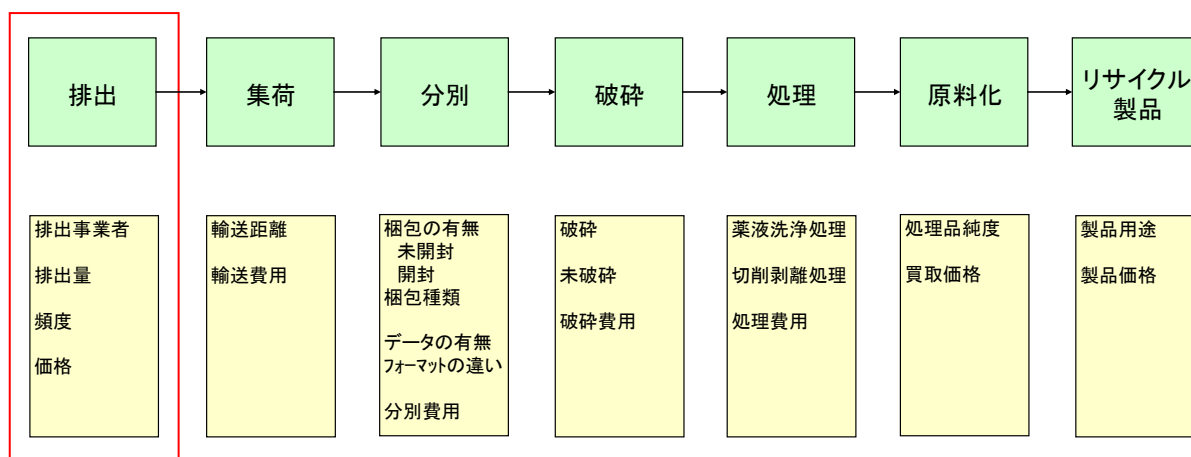 排出
集荷
分別
破砕
処理
原料化
リサイクル
製品
排出事業者
排出量
頻度
価格
輸送距離
輸送費用
梱包の有無
未開封
開封
梱包種類
データの有無
フォーマットの違い
分別費用
破砕
未破砕
破砕費用
薬液洗浄処理
切削剥離処理
処理費用
処理品純度
買取価格
製品用途
製品価格